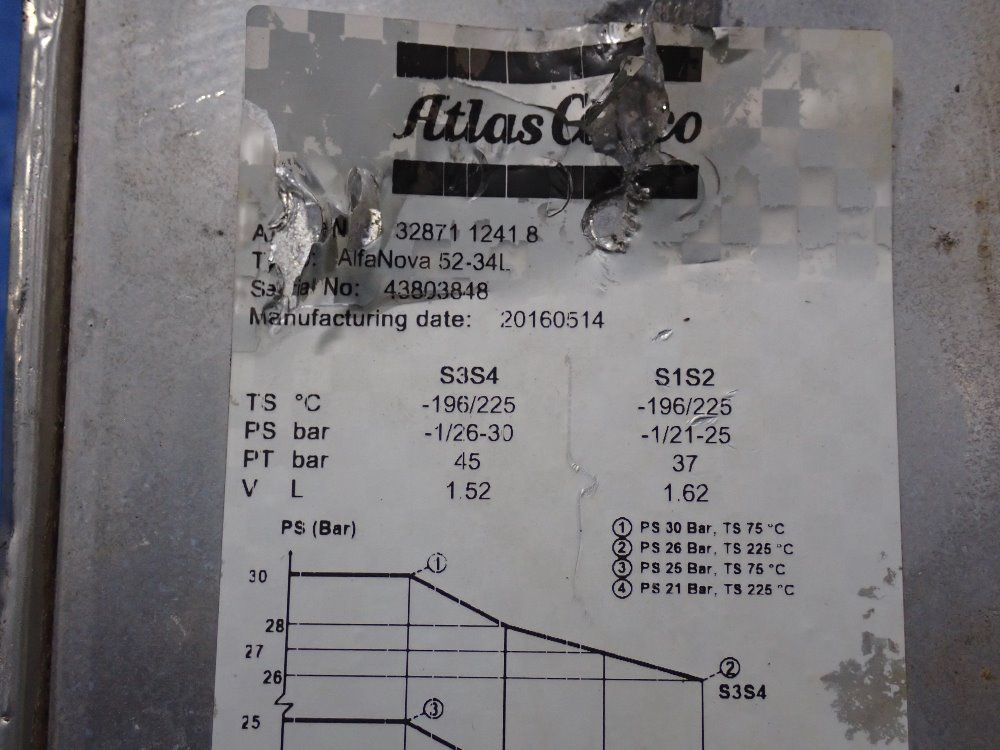 Atlas Copco
32871 1241 8
AlfaNova 52-34L
Serial No: 43803848
Manufacturing date: 20160514
S3S4 S1S2
TS °C -196/225 -196/225
PS bar -1/26-30 -1/21-25
PT bar 45 37
V L 1.52 1.62
PS (Bar)
① PS 30 Bar, TS 75 °C
② PS 26 Bar, TS 225 °C
③ PS 25 Bar, TS 75 °C
④ PS 21 Bar, TS 225 °C
30 ①
28
27
26 ②
S3S4
25 ③